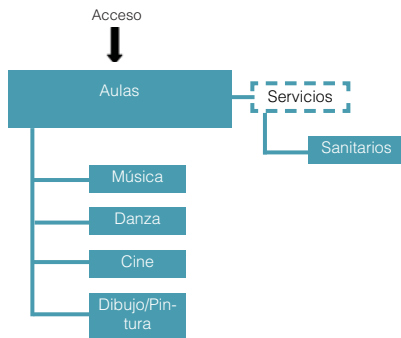 Acceso
Aulas
Servicios
Sanitarios
Música
Danza
Cine
Dibujo/Pin-
tura